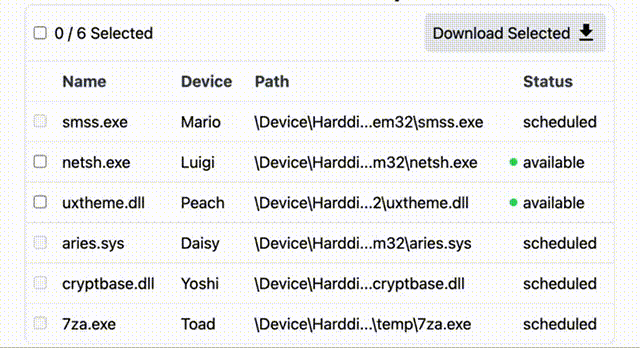 0 / 6 Selected Download Selected
Name Device Path Status
smss.exe Mario \Device\Harddi...em32\smss.exe scheduled
netsh.exe Luigi \Device\Harddi...m32\netsh.exe available
uxtheme.dll Peach \Device\Harddi...2\uxtheme.dll available
aries.sys Daisy \Device\Harddi...m32\aries.sys scheduled
cryptbase.dll Yoshi \Device\Harddi...cryptbase.dll scheduled
7za.exe Toad \Device\Harddi...\temp\7za.exe scheduled